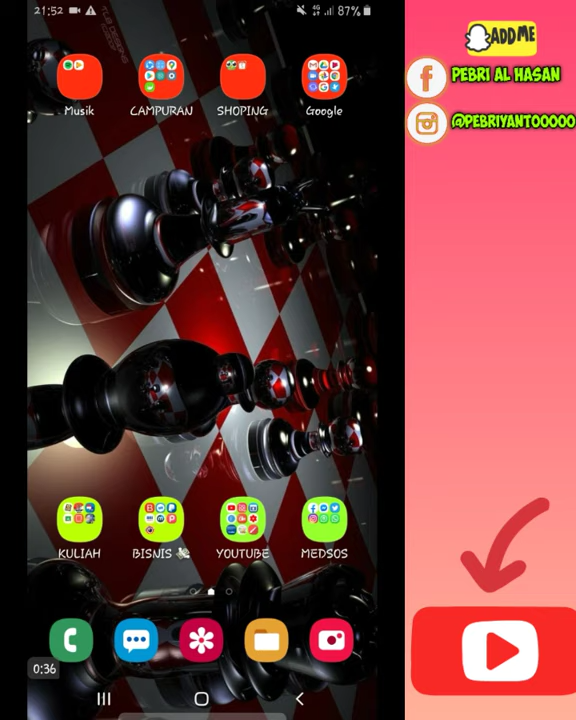 21:52
4G
87%
ADD ME
PEBRI AL HASAN
@PEBRIYANTO0000
Musik
CAMPURAN
SHOPING
Google
KULIAH
BISNIS
YOUTUBE
MEDSOS
0:36